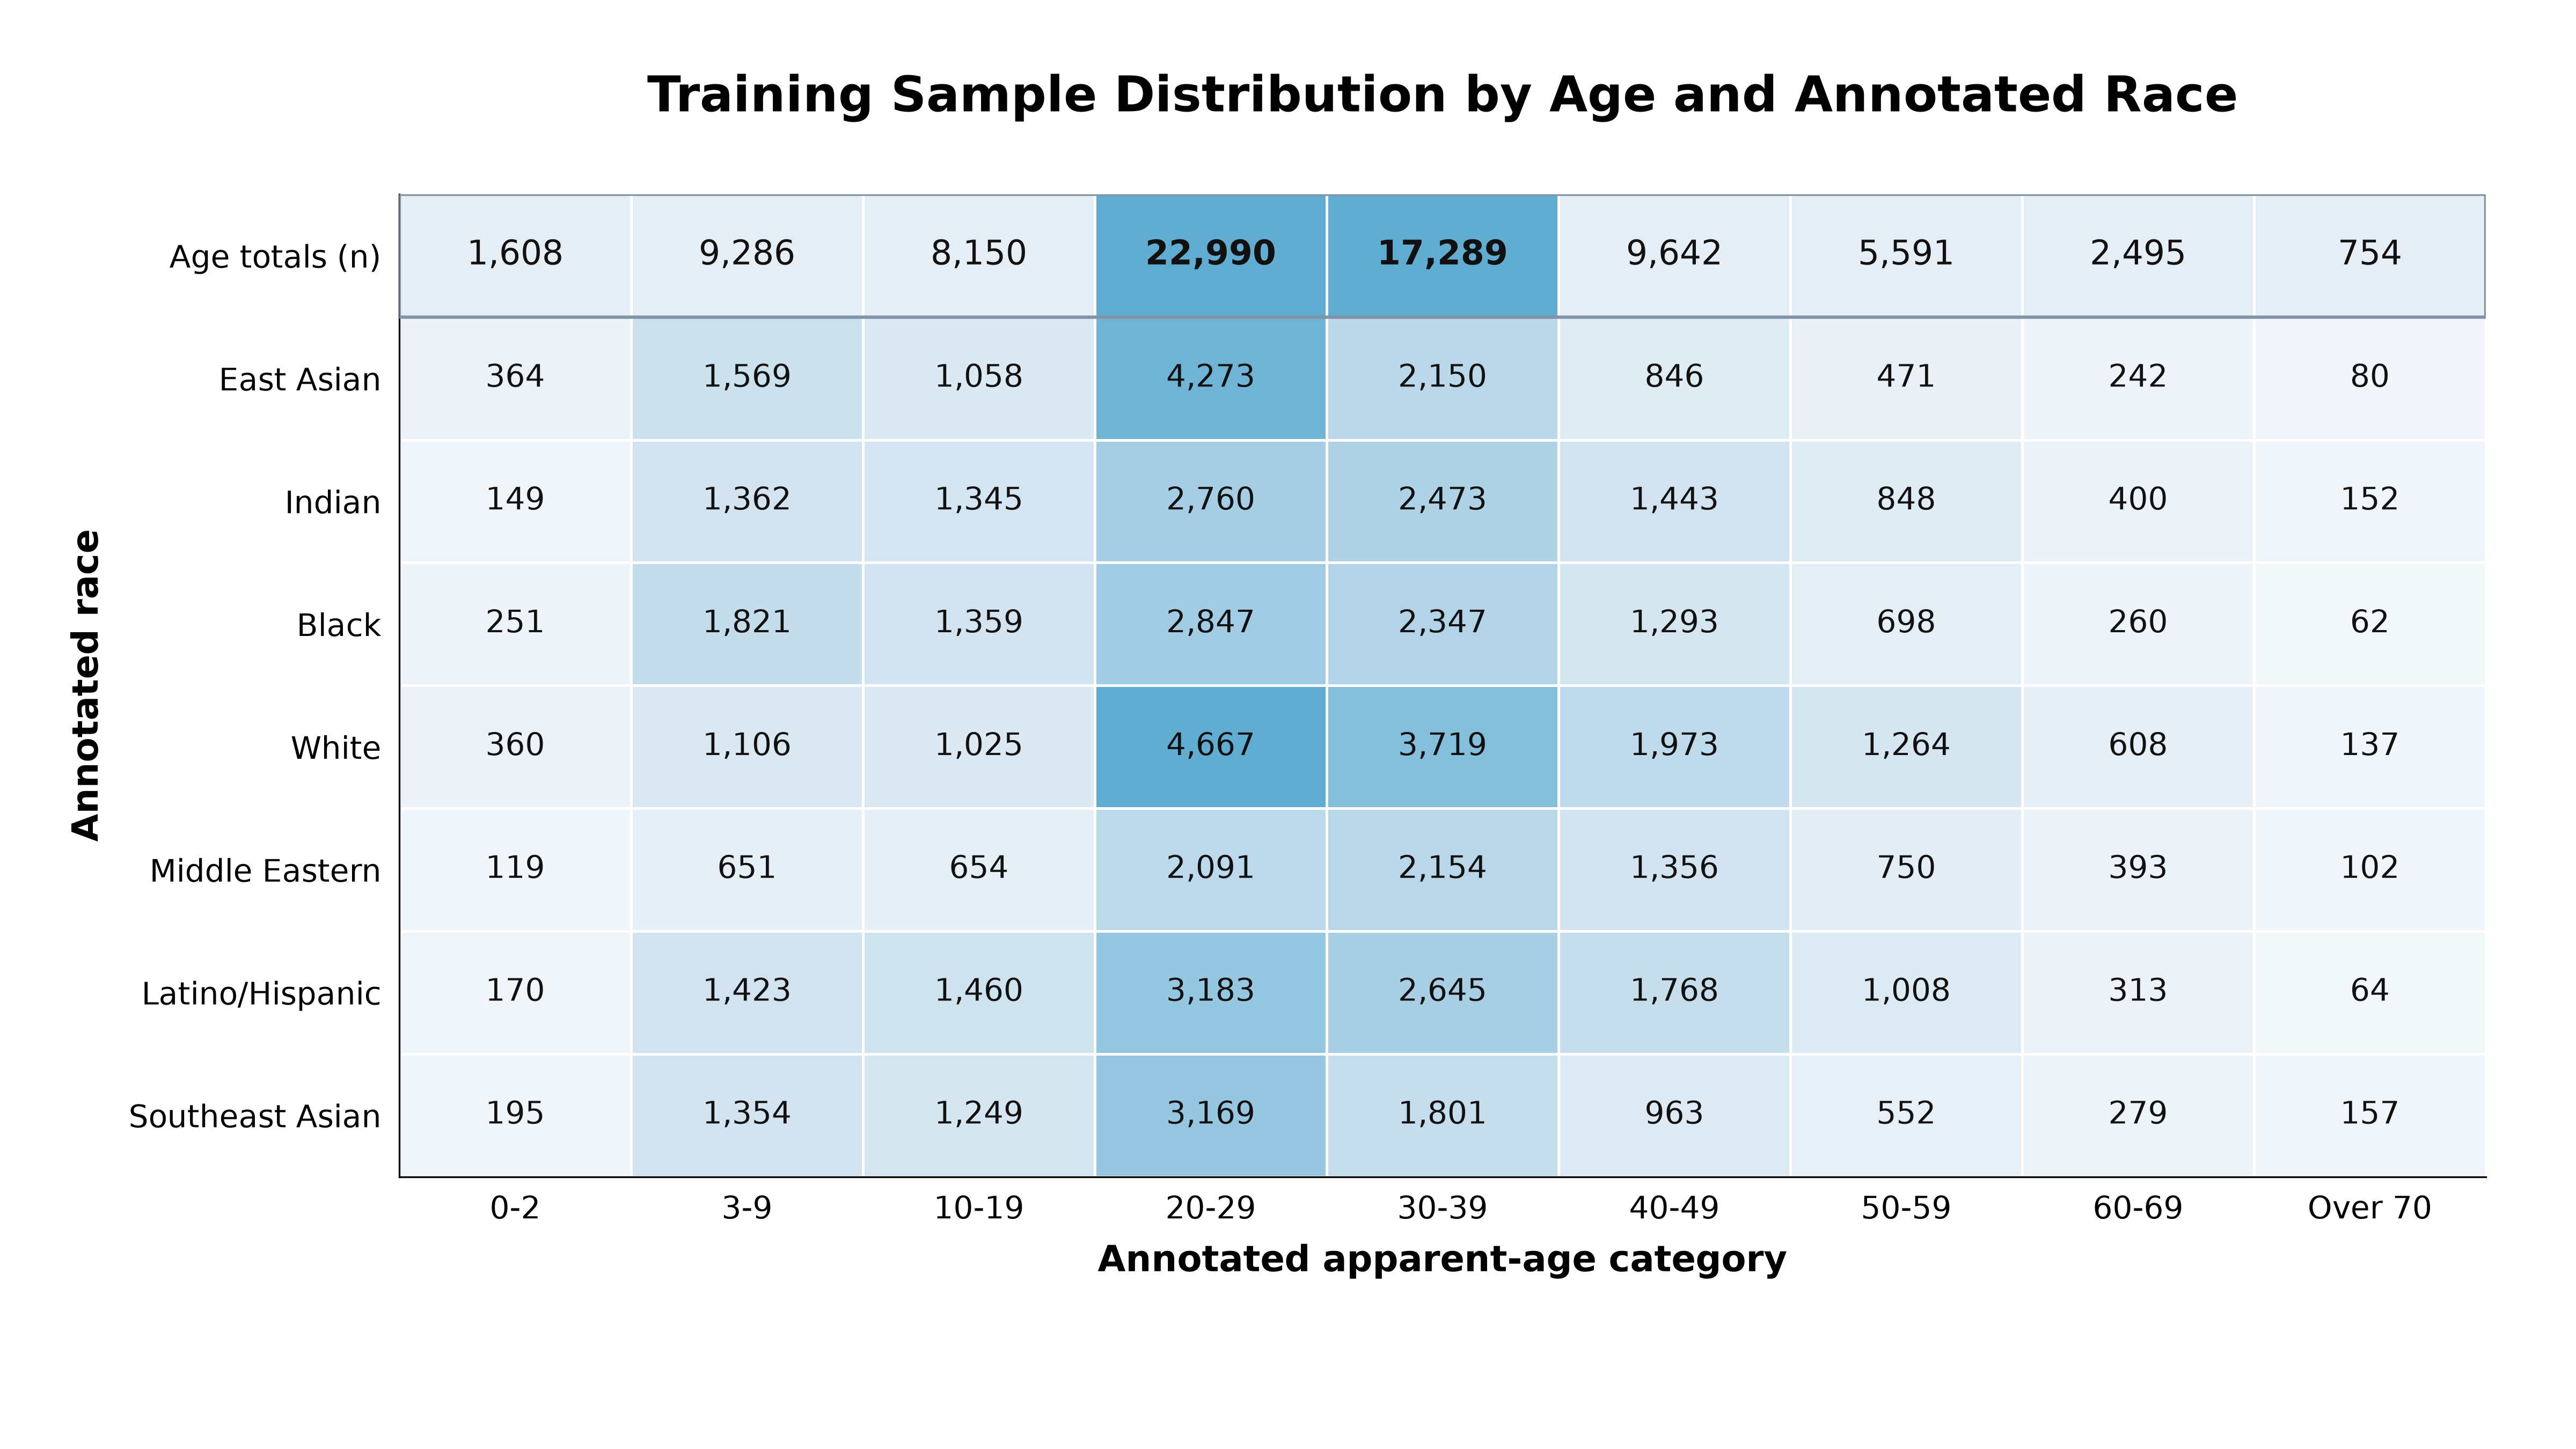 Training Sample Distribution by Age and Annotated Race
Age totals (n) 1,608 9,286 8,150 22,990 17,289 9,642 5,591 2,495 754
East Asian 364 1,569 1,058 4,273 2,150 846 471 242 80
Indian 149 1,362 1,345 2,760 2,473 1,443 848 400 152
Black 251 1,821 1,359 2,847 2,347 1,293 698 260 62
White 360 1,106 1,025 4,667 3,719 1,973 1,264 608 137
Middle Eastern 119 651 654 2,091 2,154 1,356 750 393 102
Latino/Hispanic 170 1,423 1,460 3,183 2,645 1,768 1,008 313 64
Southeast Asian 195 1,354 1,249 3,169 1,801 963 552 279 157
0-2 3-9 10-19 20-29 30-39 40-49 50-59 60-69 Over 70
Annotated apparent-age category
Annotated race